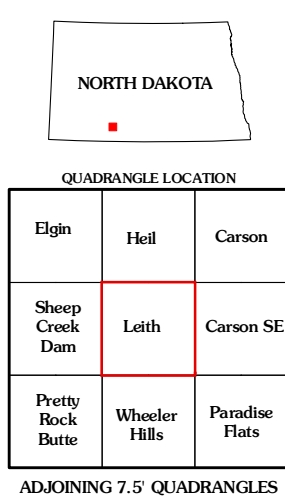 NORTH DAKOTA
QUADRANGLE LOCATION
Elgin
Heil
Carson
Sheep
Creek
Dam
Leith
Carson SE
Pretty
Rock
Butte
Wheeler
Hills
Paradise
Flats
ADJOINING 7.5' QUADRANGLES